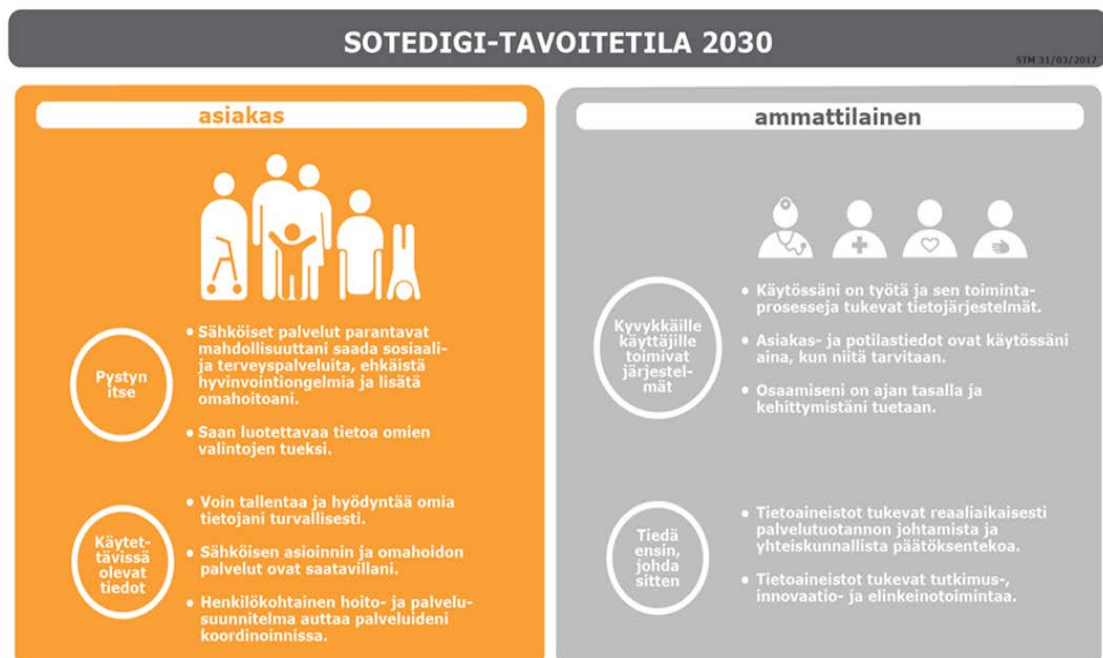 SOTEDIGI-TAVOITETILA 2030
STM 31/03/2017
asiakas
Pystyn
itse
• Sähköiset palvelut parantavat
mahdollisuuttani saada sosiaali-
ja terveyspalveluita, ehkäistä
hyvinvointiongelmia ja lisätä
omahoitoani.
• Saan luotettavaa tietoa omien
valintojen tueksi.
Käytet-
tävissä
olevat
tiedot
• Voin tallentaa ja hyödyntää omia
tietojani turvallisesti.
• Sähköisen asioinnin ja omahoidon
palvelut ovat saatavillani.
• Henkilökohtainen hoito- ja palvelu-
suunnitelma auttaa palveluideni
koordinoinnissa.
ammattilainen
Kyvykkäille
käyttäjille
toimivat
järjestel-
mät
• Käytössäni on työtä ja sen toiminta-
prosesseja tukevat tietojärjestelmät.
• Asiakas- ja potilastiedot ovat käytössäni
aina, kun niitä tarvitaan.
• Osaamiseni on ajan tasalla ja
kehittymistäni tuetaan.
Tiedä
ensin,
johda
sitten
• Tietoaineistot tukevat reaaliaikaisesti
palvelutuotannon johtamista ja
yhteiskunnallista päätöksentekoa.
• Tietoaineistot tukevat tutkimus-,
innovaatio- ja elinkeinotoimintaa.